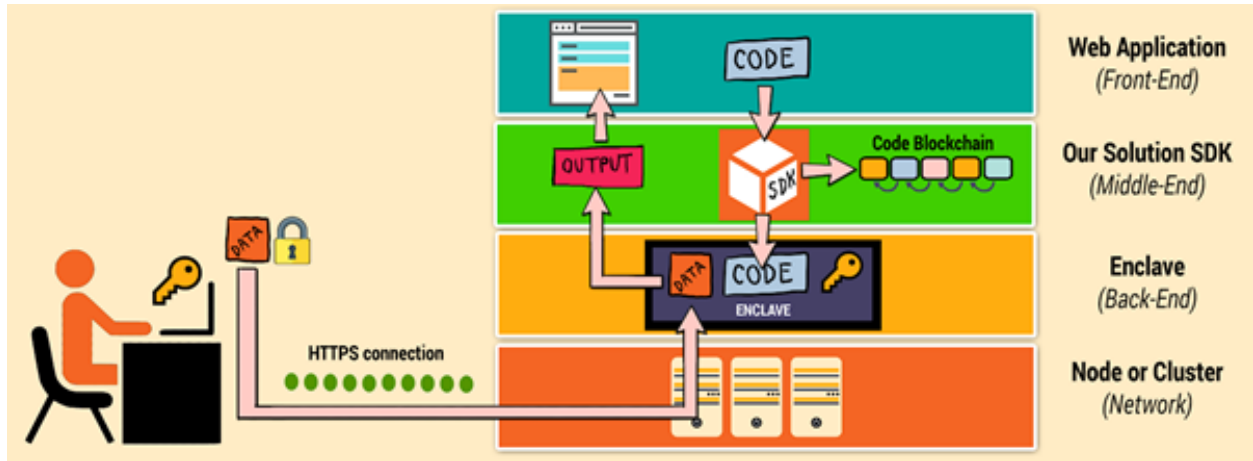 CODE
Web Application
(Front-End)
OUTPUT
SDK
Code Blockchain
Our Solution SDK
(Middle-End)
DATA
DATA
CODE
ENCLAVE
Enclave
(Back-End)
HTTPS connection
Node or Cluster
(Network)